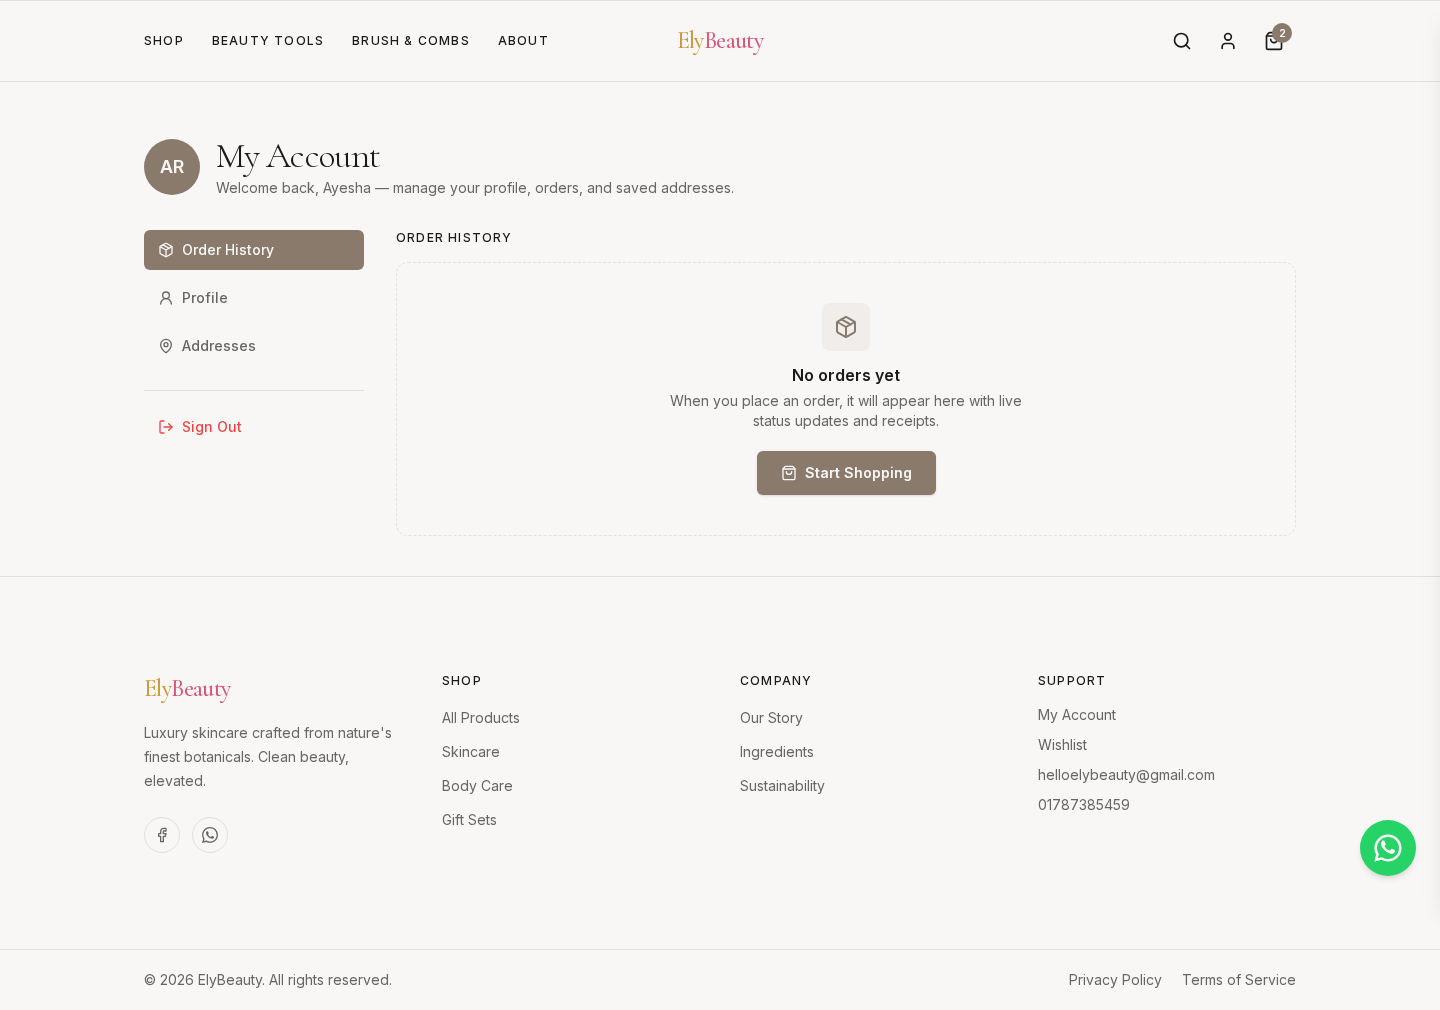 SHOP
BEAUTY TOOLS
BRUSH & COMBS
ABOUT
ElyBeauty
2
AR
My Account
Welcome back, Ayesha — manage your profile, orders, and saved addresses.
Order History
Profile
Addresses
Sign Out
ORDER HISTORY
No orders yet
When you place an order, it will appear here with live
status updates and receipts.
Start Shopping
ElyBeauty
Luxury skincare crafted from nature's
finest botanicals. Clean beauty,
elevated.
SHOP
All Products
Skincare
Body Care
Gift Sets
COMPANY
Our Story
Ingredients
Sustainability
SUPPORT
My Account
Wishlist
helloelybeauty@gmail.com
01787385459
© 2026 ElyBeauty. All rights reserved.
Privacy Policy
Terms of Service